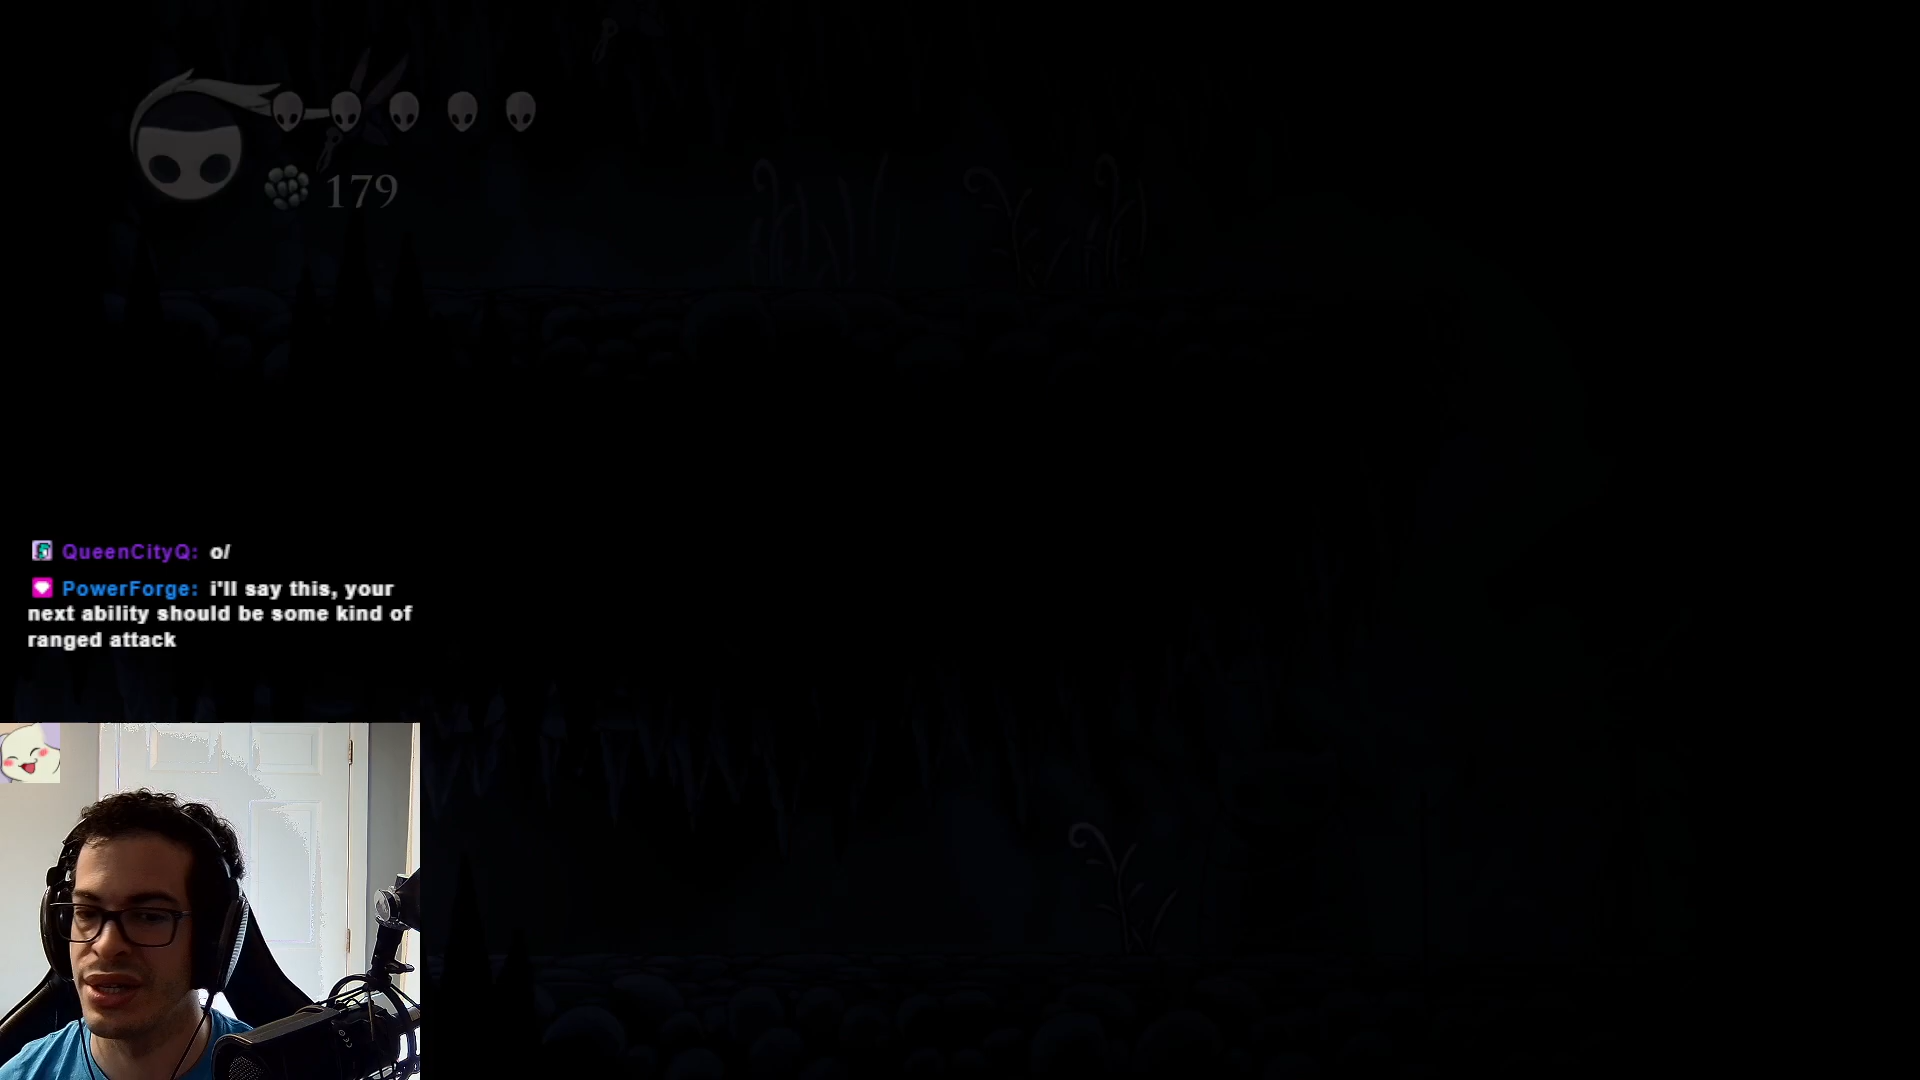 179
QueenCityQ: o/
PowerForge: i'll say this, your
next ability should be some kind of
ranged attack